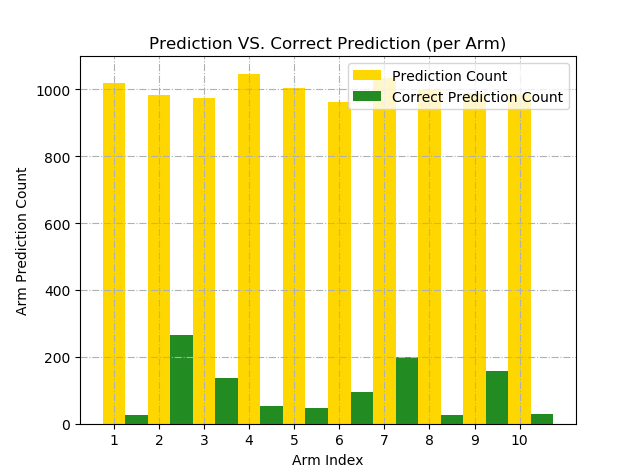 Prediction VS. Correct Prediction (per Arm)
Prediction Count
Correct Prediction Count
Arm Prediction Count
1000
800
600
400
200
0
1 2 3 4 5 6 7 8 9 10
Arm Index